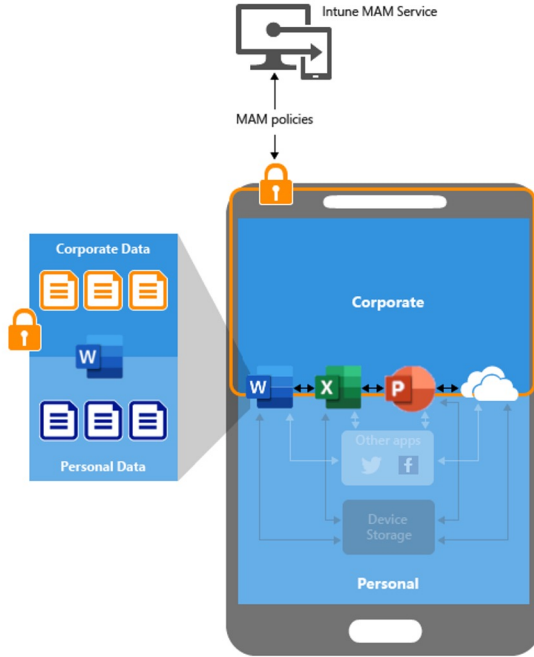 Intune MAM Service
MAM policies
Corporate Data
W
Personal Data
Corporate
W
X
P
Other apps
Device
Storage
Personal